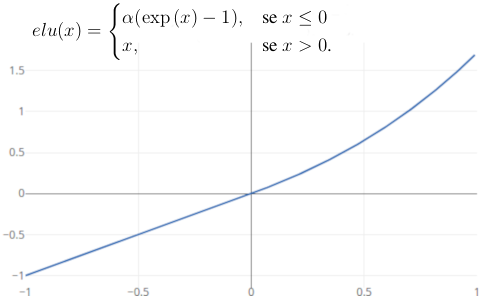 elu(x) = { α(exp (x) − 1), se x ≤ 0
x, se x > 0.
1.5
1
0.5
0
−0.5
−1
−1 −0.5 0 0.5 1